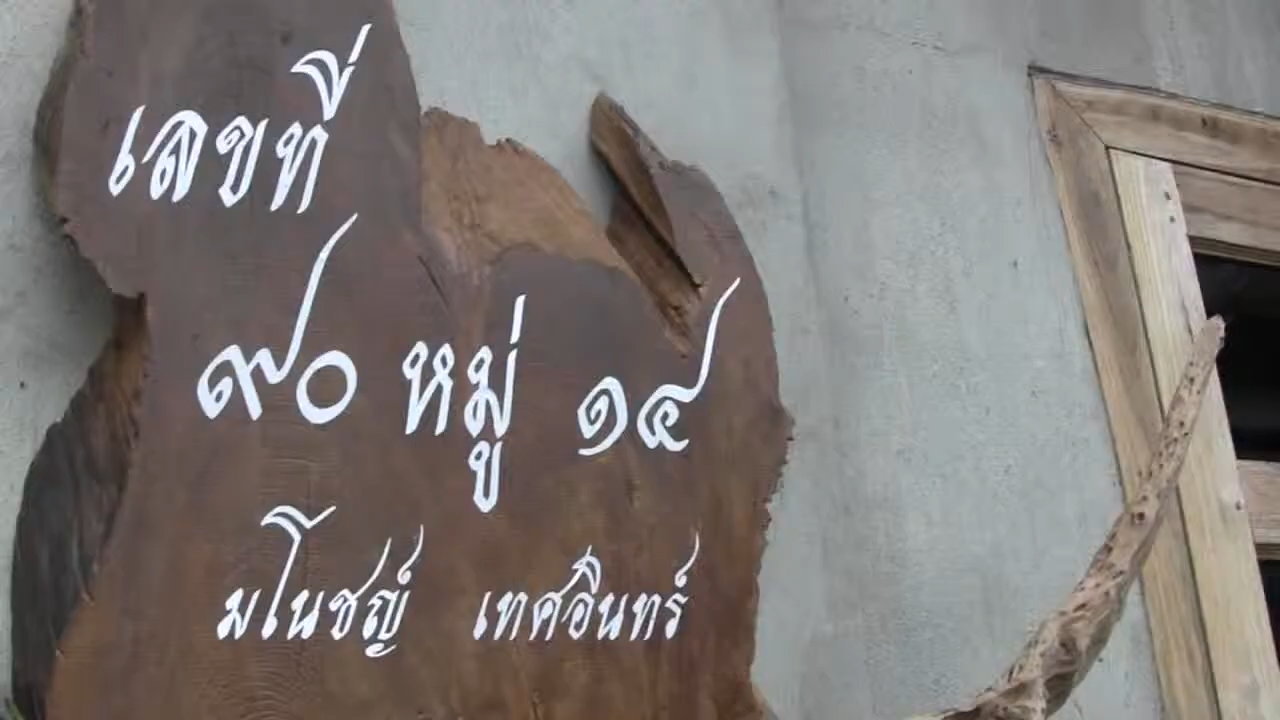 เลขที่
๙๐ หมู่ ๑๔
มโนชญ์ เทศอินทร์